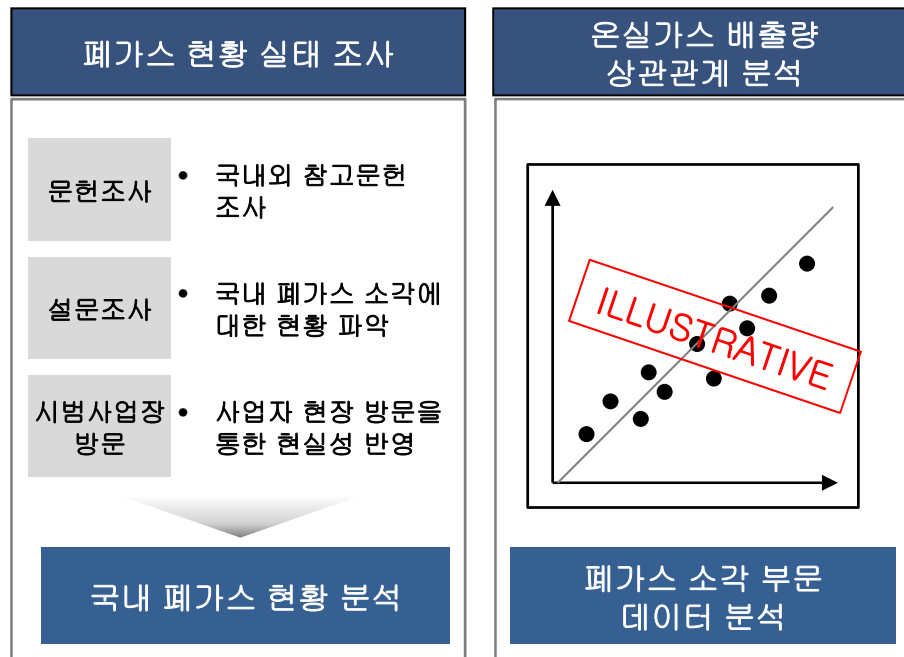 폐가스 현황 실태 조사
문헌조사
• 국내외 참고문헌
조사
설문조사
• 국내 폐가스 소각에
대한 현황 파악
시범사업장
방문
• 사업자 현장 방문을
통한 현실성 반영
국내 폐가스 현황 분석
온실가스 배출량
상관관계 분석
ILLUSTRATIVE
폐가스 소각 부문
데이터 분석